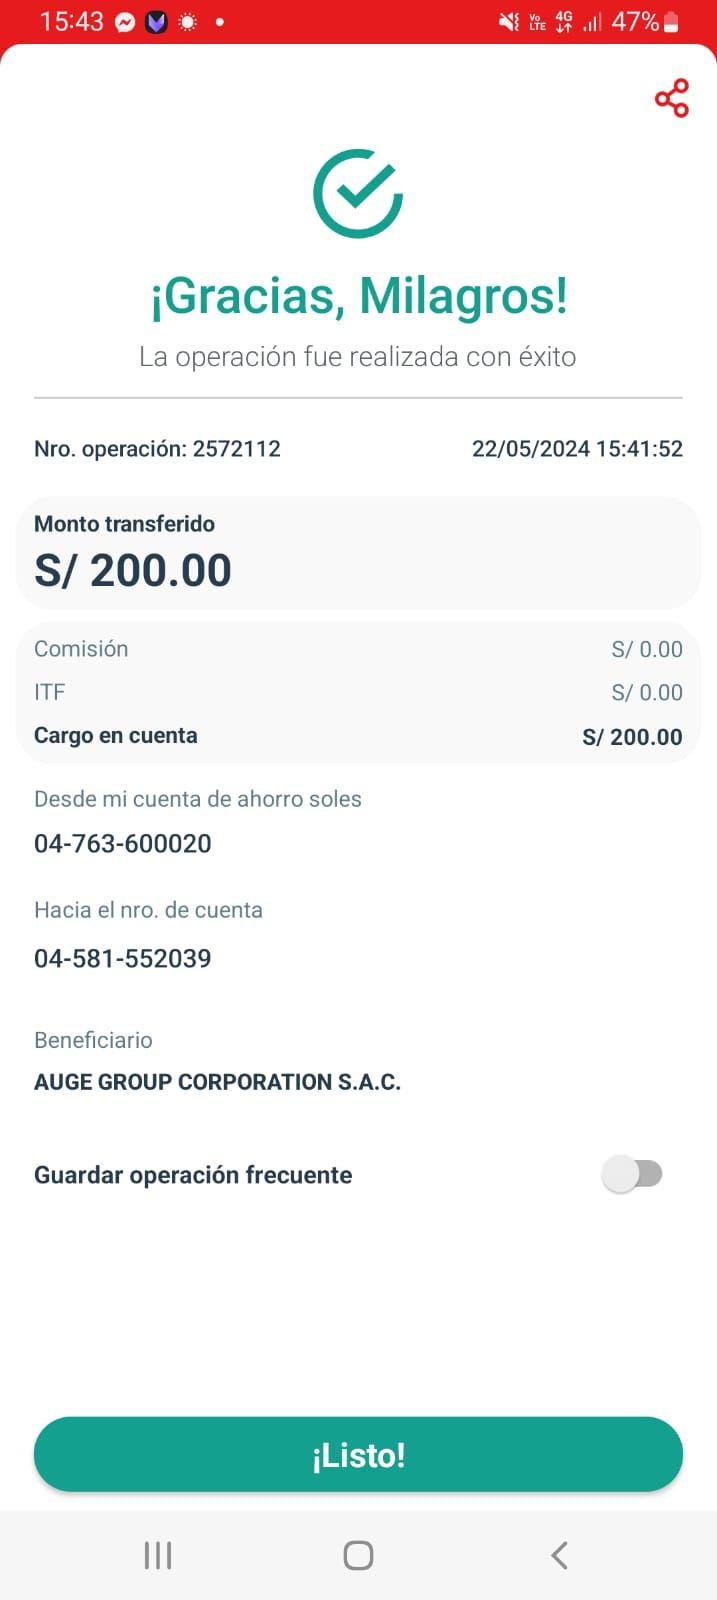 15:43
Vo LTE 4G 47%
¡Gracias, Milagros!
La operación fue realizada con éxito
Nro. operación: 2572112 22/05/2024 15:41:52
Monto transferido
S/ 200.00
Comisión S/ 0.00
ITF S/ 0.00
Cargo en cuenta S/ 200.00
Desde mi cuenta de ahorro soles
04-763-600020
Hacia el nro. de cuenta
04-581-552039
Beneficiario
AUGE GROUP CORPORATION S.A.C.
Guardar operación frecuente
¡Listo!